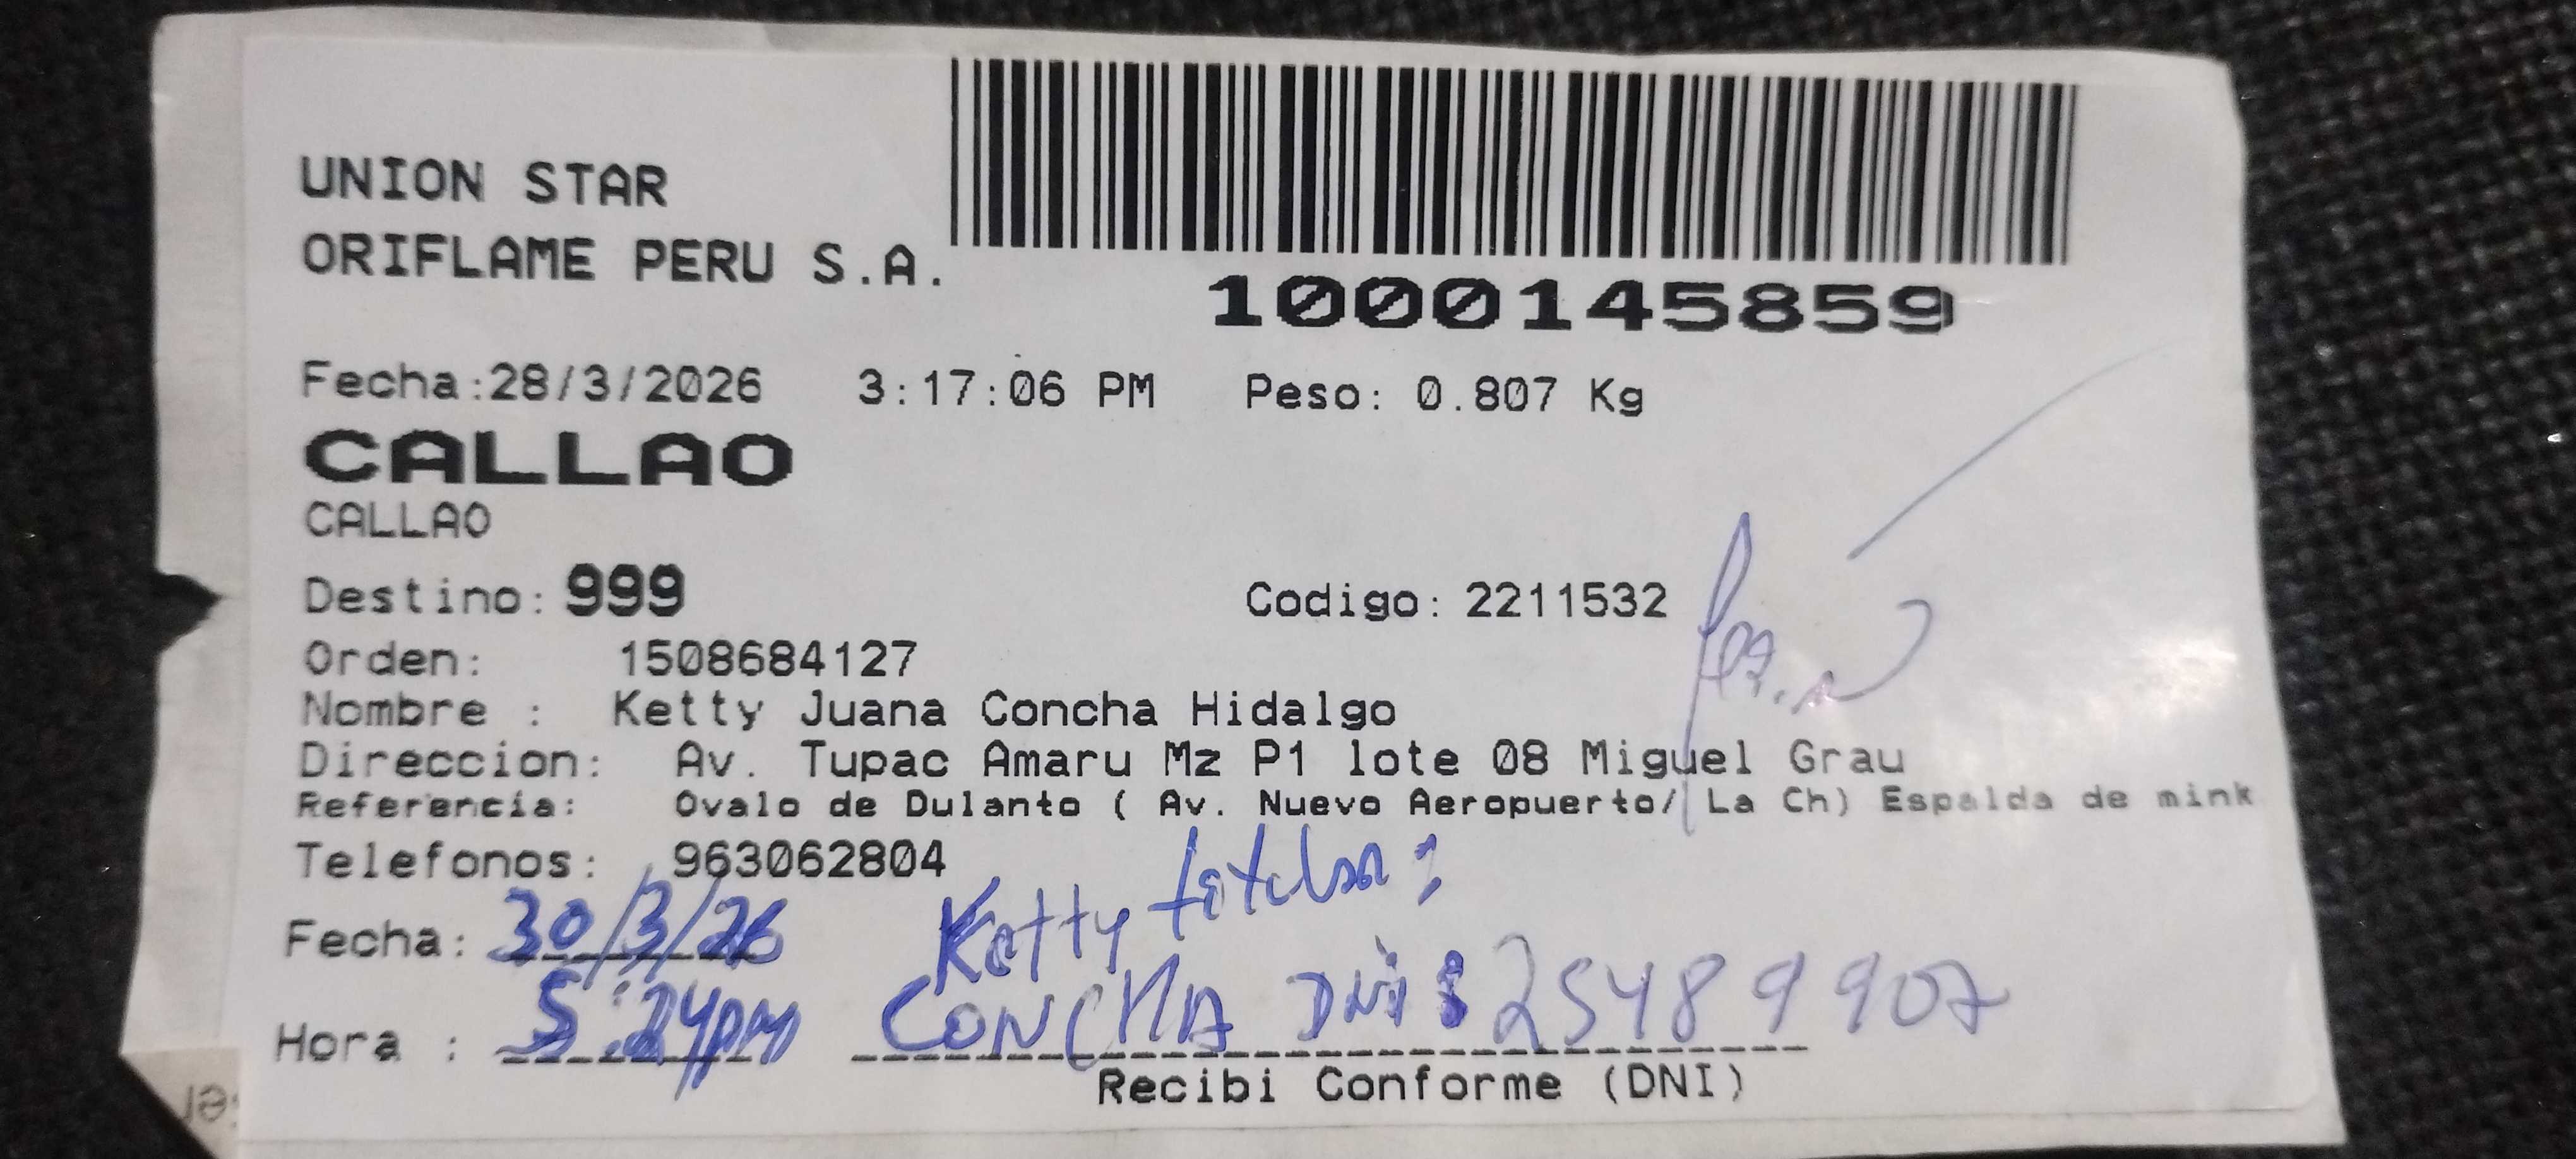 UNION STAR
ORIFLAME PERU S.A.
1000145859
Fecha:28/3/2026 3:17:06 PM Peso: 0.807 Kg
CALLAO
CALLAO
Destino: 999 Codigo: 2211532
Orden: 1508684127
Nombre : Ketty Juana Concha Hidalgo
Direccion: Av. Tupac Amaru Mz P1 lote 08 Miguel Grau
Referencia: Ovalo de Dulanto ( Av. Nuevo Aeropuerto/ La Ch) Espalda de mink
Telefonos: 963062804
Fecha: 30/3/26 Ketty
Hora : 5:24pm CONCHA DNI: 25489907
Recibi Conforme (DNI)